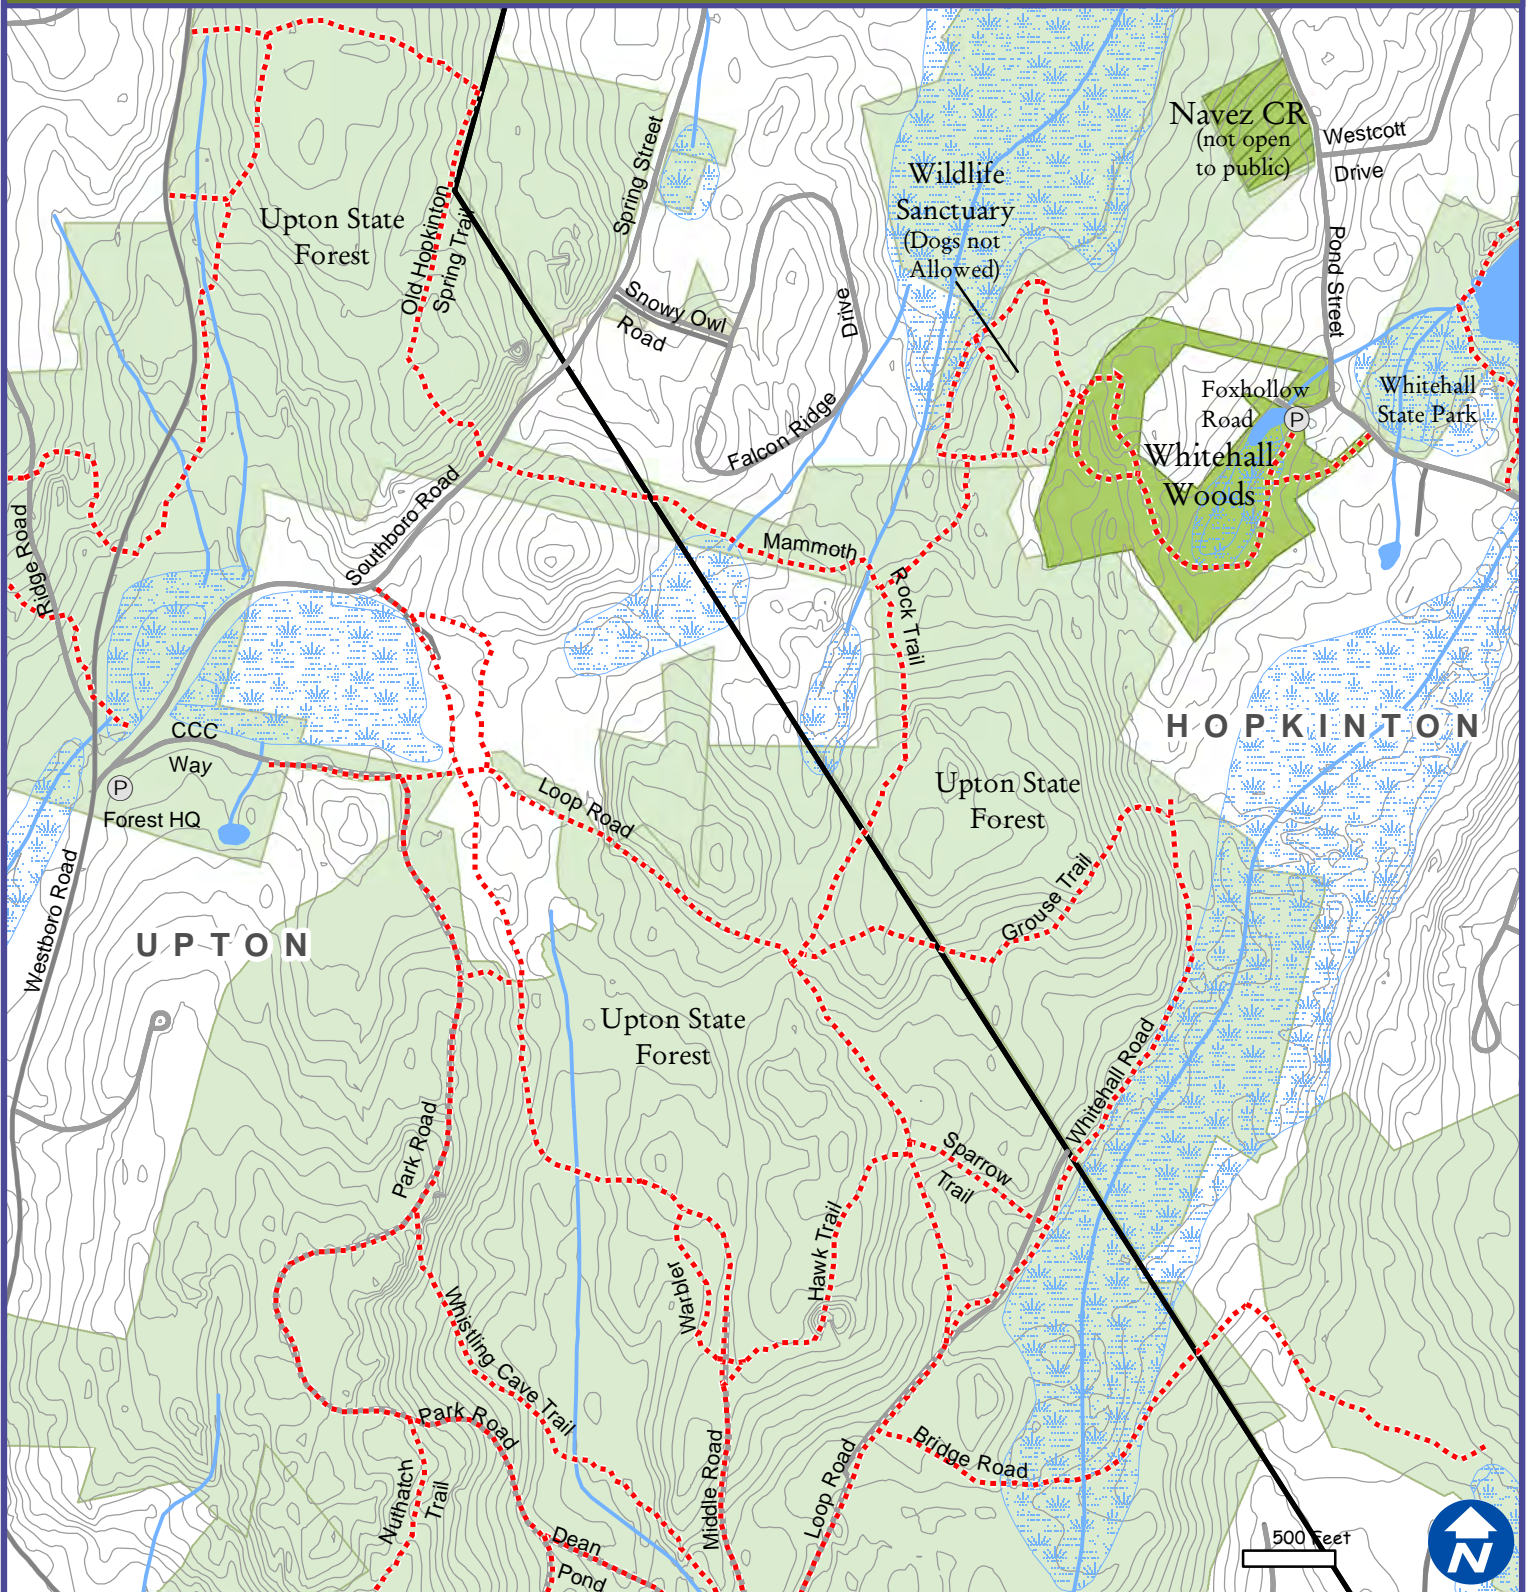 Navez CR
(not open
to public)
Westcott
Drive
Wildlife
Sanctuary
(Dogs not
Allowed)
Spring Street
Upton State
Forest
Old Hopkinton
Spring Trail
Pond Street
Snowy Owl
Road
Drive
Falcon Ridge
Foxhollow
Road
P
Whitehall
State Park
Whitehall
Woods
Southboro Road
Ridge Road
Mammoth
Rock Trail
HOPKINTON
CCC
Way
P
Forest HQ
Loop Road
Upton State
Forest
Westboro Road
UPTON
Grouse Trail
Upton State
Forest
Whitehall Road
Park Road
Sparrow
Trail
Hawk Trail
Warbler
Whistling Cave Trail
Park Road
Nuthatch
Trail
Middle Road
Loop Road
Bridge Road
Dean
Pond
500 Feet
N